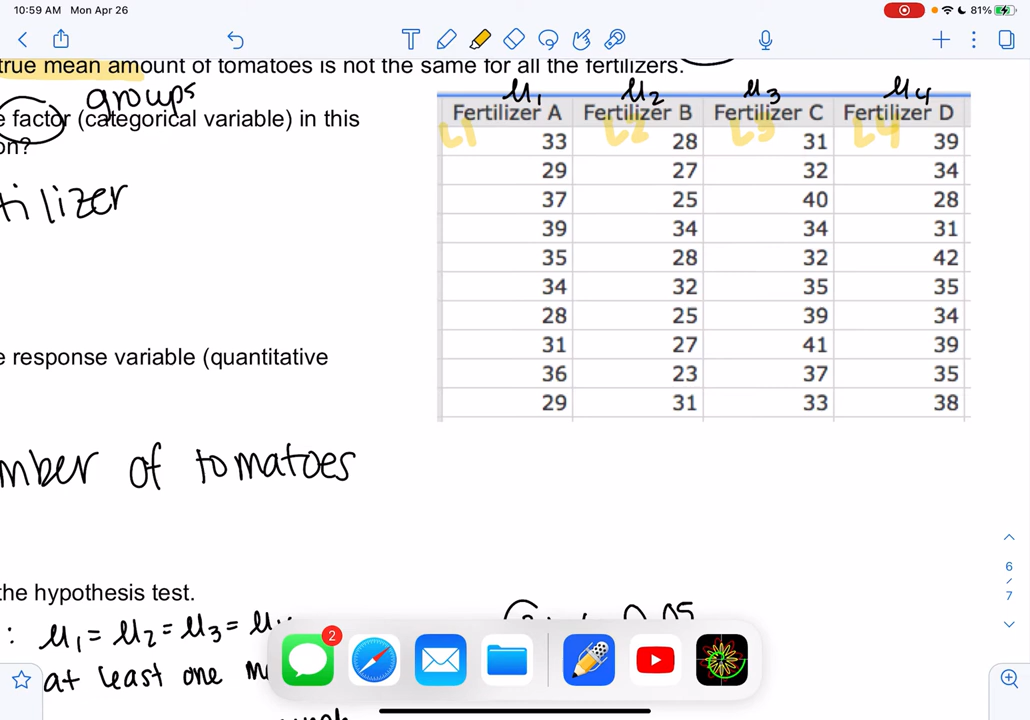 10:59 AM Mon Apr 26
81%
true mean amount of tomatoes is not the same for all the fertilizers.
groups
e factor (categorical variable) in this
on?
tilizer
e response variable (quantitative
mber of tomatoes
μ1 μ2 μ3 μ4
Fertilizer A Fertilizer B Fertilizer C Fertilizer D
L1 L2 L3 L4
33 28 31 39
29 27 32 34
37 25 40 28
39 34 34 31
35 28 32 42
34 32 35 35
28 25 39 34
31 27 41 39
36 23 37 35
29 31 33 38
the hypothesis test.
: μ1 = μ2 = μ3 = μ
0.05
at least one m
2
6
/
7